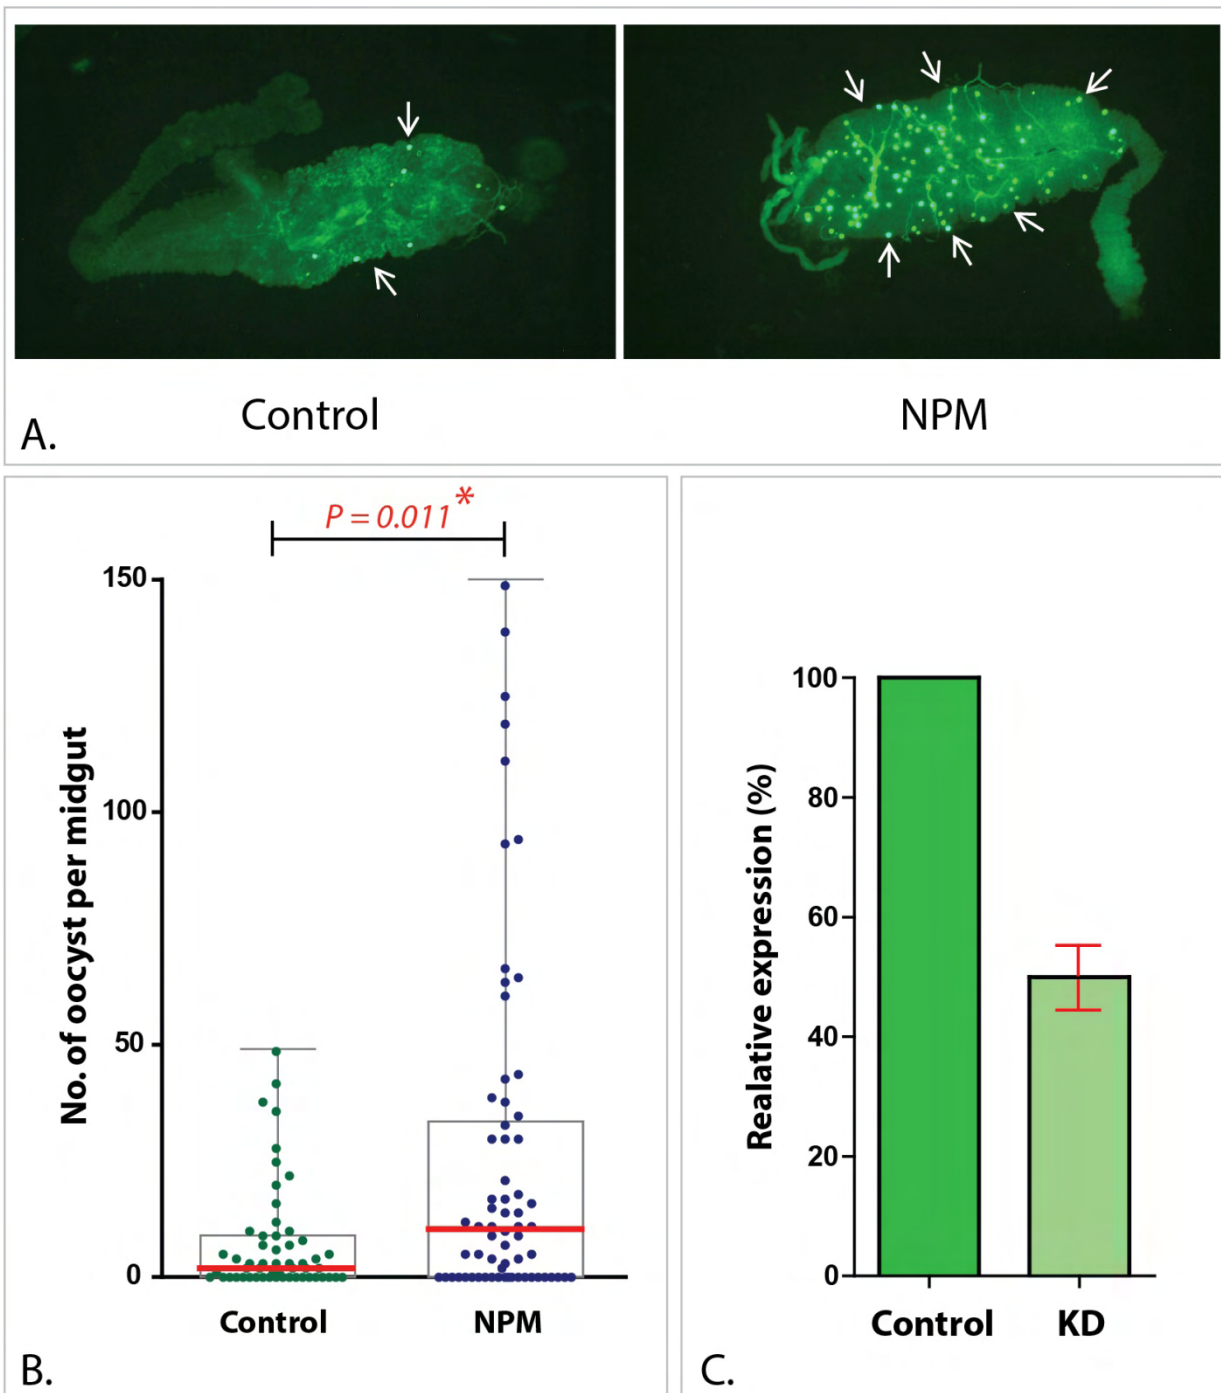 Control
NPM
A.
P = 0.011*
No. of oocyst per midgut
150
100
50
0
Control
NPM
B.
Realative expression (%)
100
80
60
40
20
0
Control
KD
C.